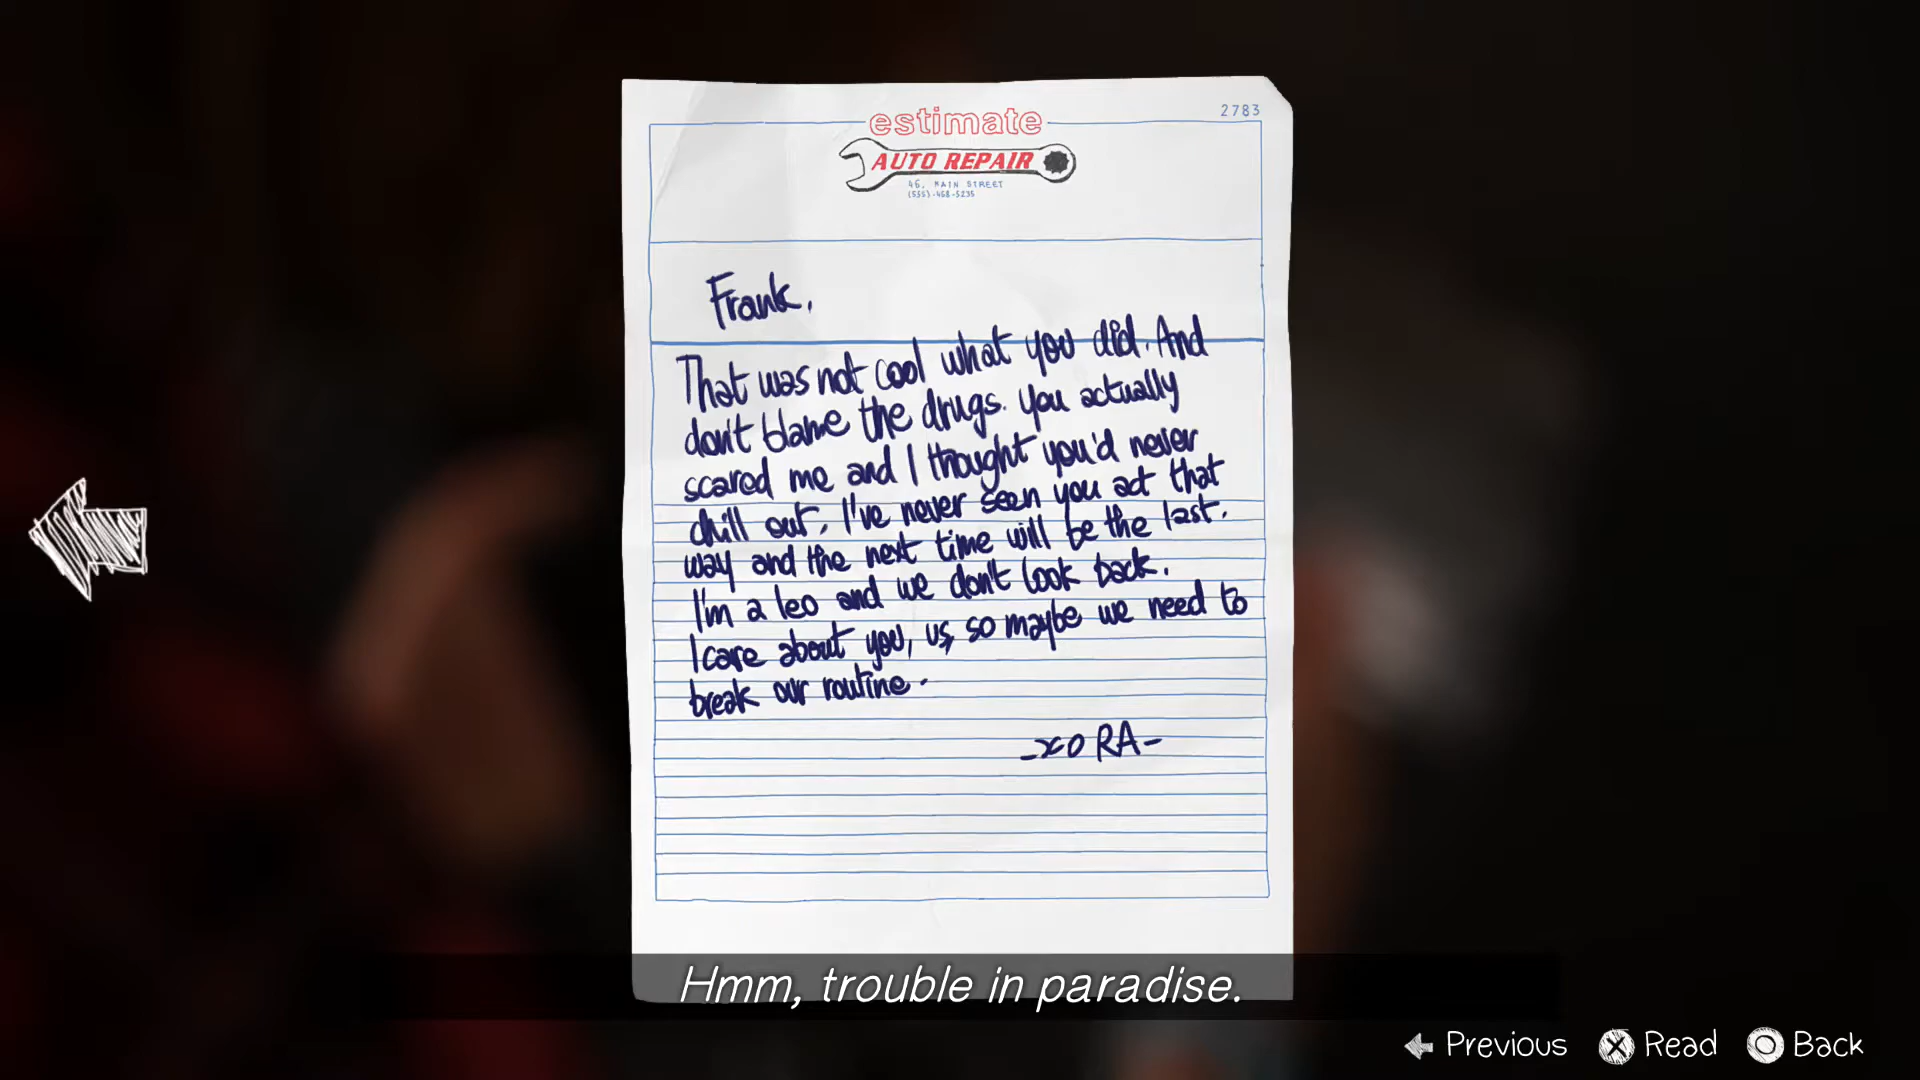 2783
estimate
AUTO REPAIR
46, MAIN STREET
(555)-468-5235
Frank,
That was not cool what you did. And
don't blame the drugs. You actually
scared me and I thought you'd never
chill out. I've never seen you act that
way and the next time will be the last.
I'm a leo and we don't look back.
I care about you, us, so maybe we need to
break our routine.
-xo RA-
Hmm, trouble in paradise.
Previous
Read
Back